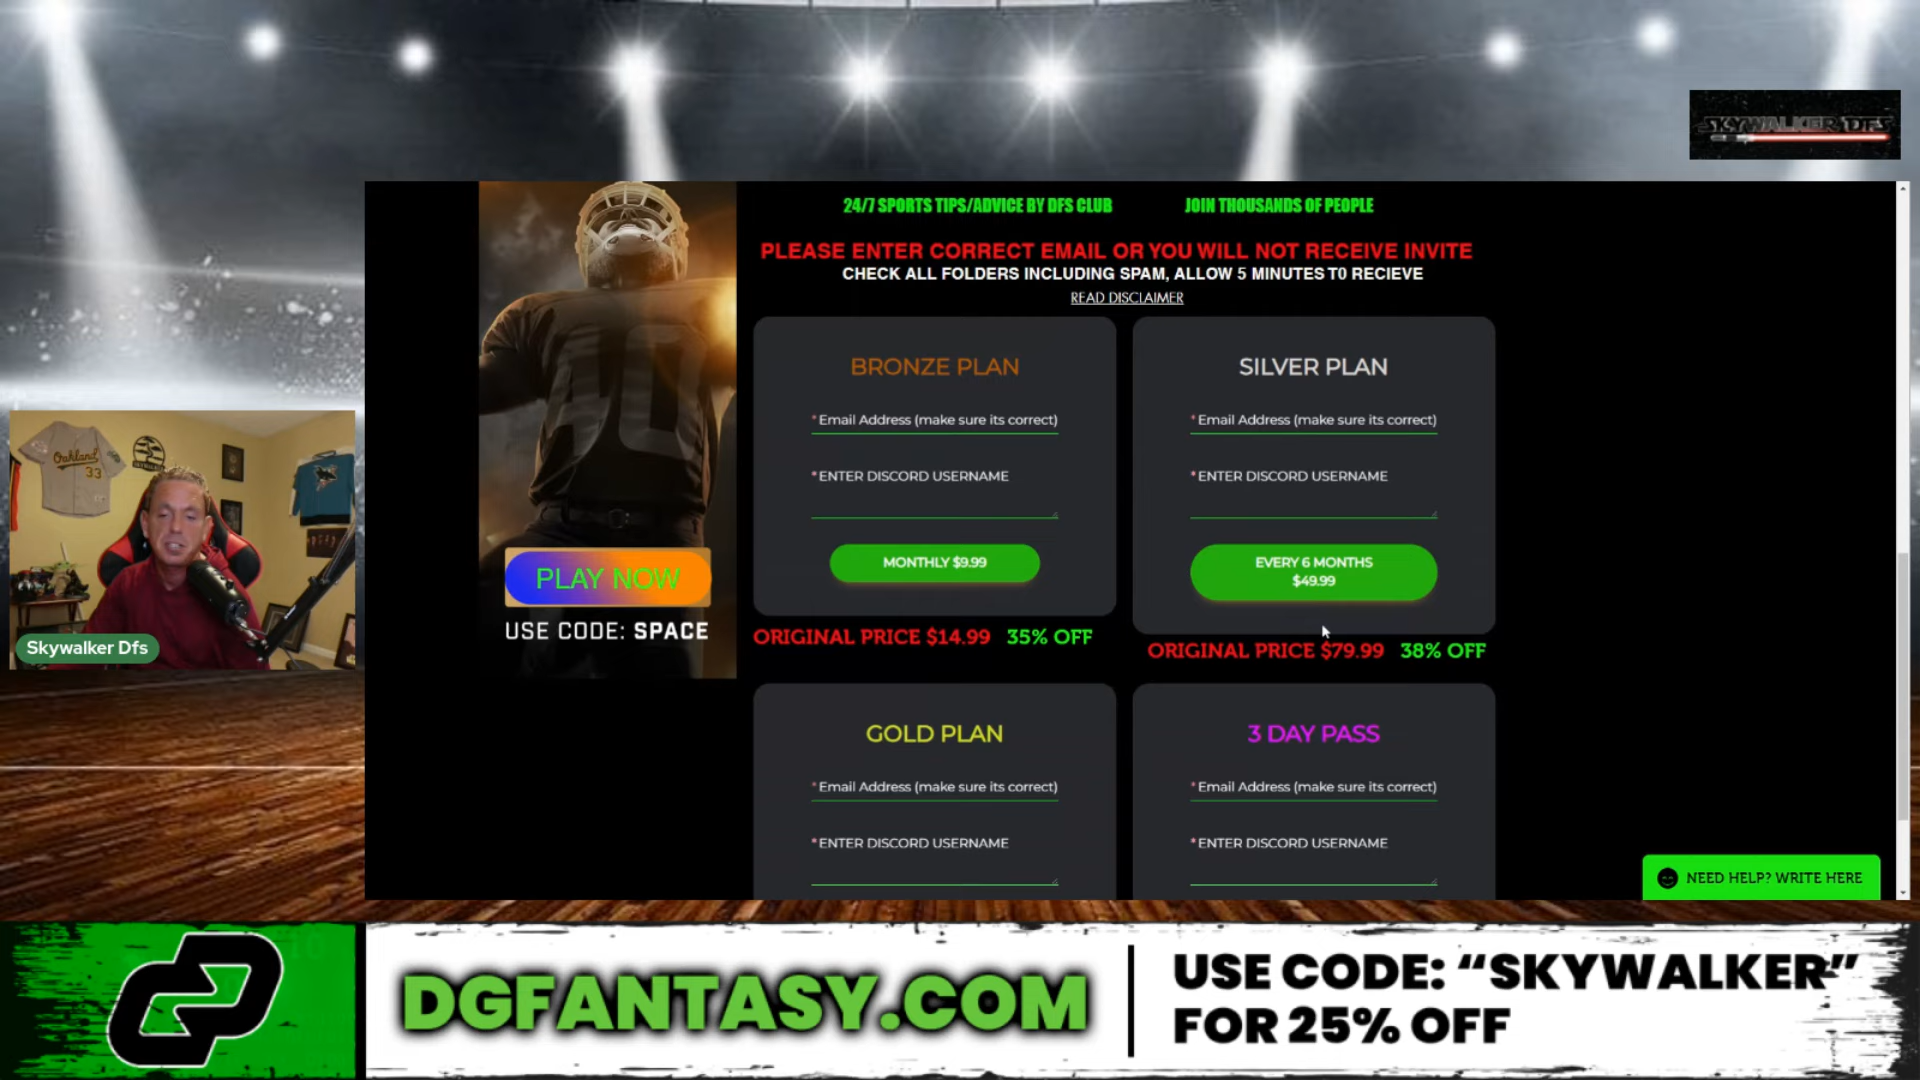 SKYWALKER DFS
24/7 SPORTS TIPS/ADVICE BY DFS CLUB
JOIN THOUSANDS OF PEOPLE
PLEASE ENTER CORRECT EMAIL OR YOU WILL NOT RECEIVE INVITE
CHECK ALL FOLDERS INCLUDING SPAM, ALLOW 5 MINUTES T0 RECIEVE
READ DISCLAIMER
BRONZE PLAN
* Email Address (make sure its correct)
* ENTER DISCORD USERNAME
MONTHLY $9.99
ORIGINAL PRICE $14.99 35% OFF
SILVER PLAN
* Email Address (make sure its correct)
* ENTER DISCORD USERNAME
EVERY 6 MONTHS
$49.99
ORIGINAL PRICE $79.99 38% OFF
PLAY NOW
USE CODE: SPACE
Oakland
33
Skywalker Dfs
GOLD PLAN
* Email Address (make sure its correct)
* ENTER DISCORD USERNAME
3 DAY PASS
* Email Address (make sure its correct)
* ENTER DISCORD USERNAME
NEED HELP? WRITE HERE
DGFANTASY.COM
USE CODE: “SKYWALKER”
FOR 25% OFF